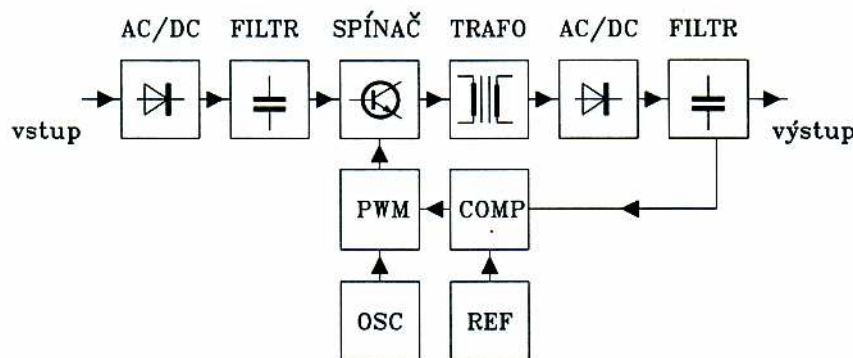 AC/DC FILTR SPÍNAČ TRAFO AC/DC FILTR
vstup výstup
PWM COMP
OSC REF